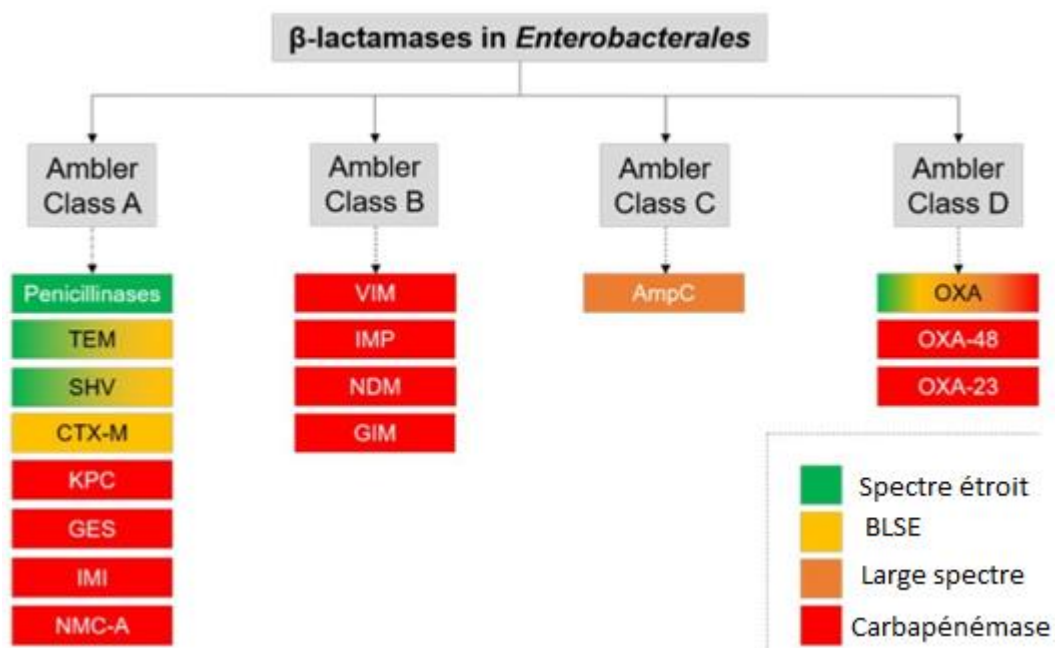 β-lactamases in Enterobacterales
Ambler
Class A
Ambler
Class B
Ambler
Class C
Ambler
Class D
Penicillinases
TEM
SHV
CTX-M
KPC
GES
IMI
NMC-A
VIM
IMP
NDM
GIM
AmpC
OXA
OXA-48
OXA-23
Spectre étroit
BLSE
Large spectre
Carbapénémase